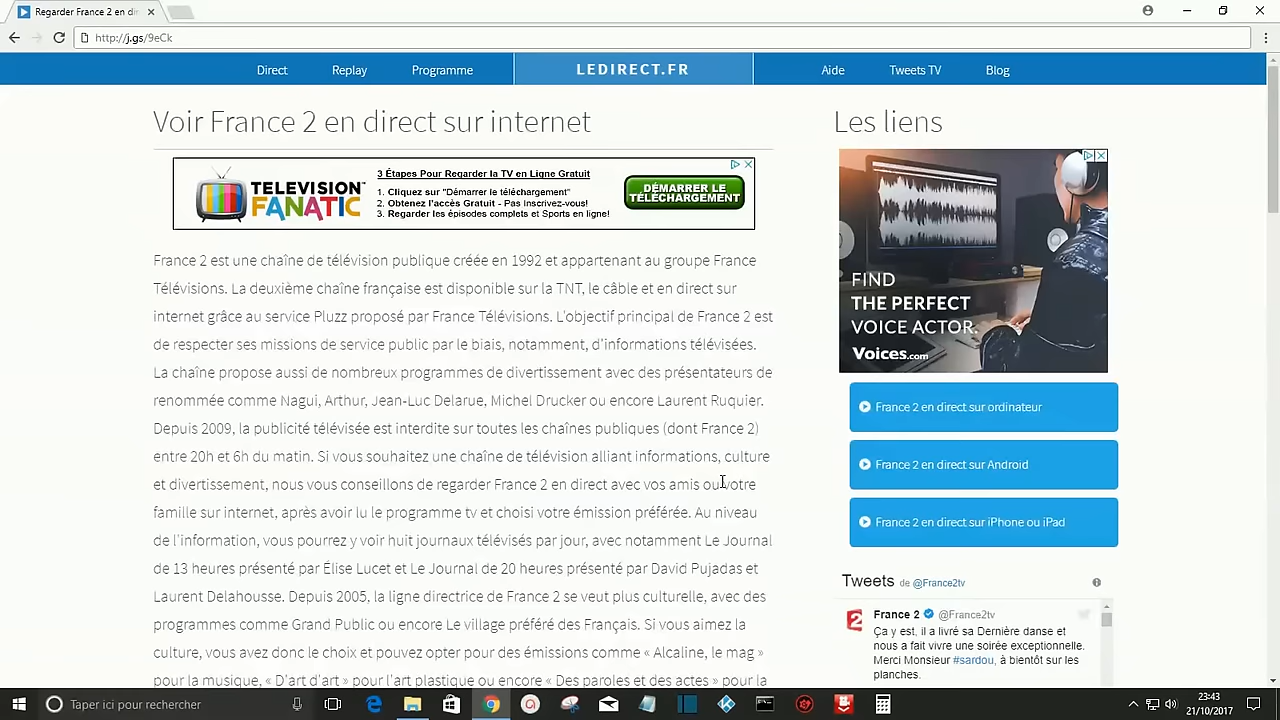 Regarder France 2 en dir
http://j.gs/9eCk
Direct
Replay
Programme
LEDIRECT.FR
Aide
Tweets TV
Blog
Voir France 2 en direct sur internet
TELEVISION
FANATIC
3 Étapes Pour Regarder la TV en Ligne Gratuit
1. Cliquez sur "Démarrer le téléchargement"
2. Obtenez l'accès Gratuit - Pas Inscrivez-vous!
3. Regarder les épisodes complets et Sports en ligne!
DÉMARRER LE
TÉLÉCHARGEMENT
France 2 est une chaîne de télévision publique créée en 1992 et appartenant au groupe France
Télévisions. La deuxième chaîne française est disponible sur la TNT, le câble et en direct sur
internet grâce au service Pluzz proposé par France Télévisions. L'objectif principal de France 2 est
de respecter ses missions de service public par le biais, notamment, d'informations télévisées.
La chaîne propose aussi de nombreux programmes de divertissement avec des présentateurs de
renommée comme Nagui, Arthur, Jean-Luc Delarue, Michel Drucker ou encore Laurent Ruquier.
Depuis 2009, la publicité télévisée est interdite sur toutes les chaînes publiques (dont France 2)
entre 20h et 6h du matin. Si vous souhaitez une chaîne de télévision alliant informations, culture
et divertissement, nous vous conseillons de regarder France 2 en direct avec vos amis ou votre
famille sur internet, après avoir lu le programme tv et choisi votre émission préférée. Au niveau
de l'information, vous pourrez y voir huit journaux télévisés par jour, avec notamment Le Journal
de 13 heures présenté par Élise Lucet et Le Journal de 20 heures présenté par David Pujadas et
Laurent Delahousse. Depuis 2005, la ligne directrice de France 2 se veut plus culturelle, avec des
programmes comme Grand Public ou encore Le village préféré des Français. Si vous aimez la
culture, vous avez donc le choix et pouvez opter pour des émissions comme « Alcaline, le mag »
pour la musique, « D'art d'art » pour l'art plastique ou encore « Des paroles et des actes » pour la
Les liens
FIND
THE PERFECT
VOICE ACTOR.
Voices.com
France 2 en direct sur ordinateur
France 2 en direct sur Android
France 2 en direct sur iPhone ou iPad
Tweets de @France2tv
France 2 @France2tv
Ça y est, il a livré sa Dernière danse et
nous a fait vivre une soirée exceptionnelle.
Merci Monsieur #sardou, à bientôt sur les
planches.
Taper ici pour rechercher
23:43
21/10/2017